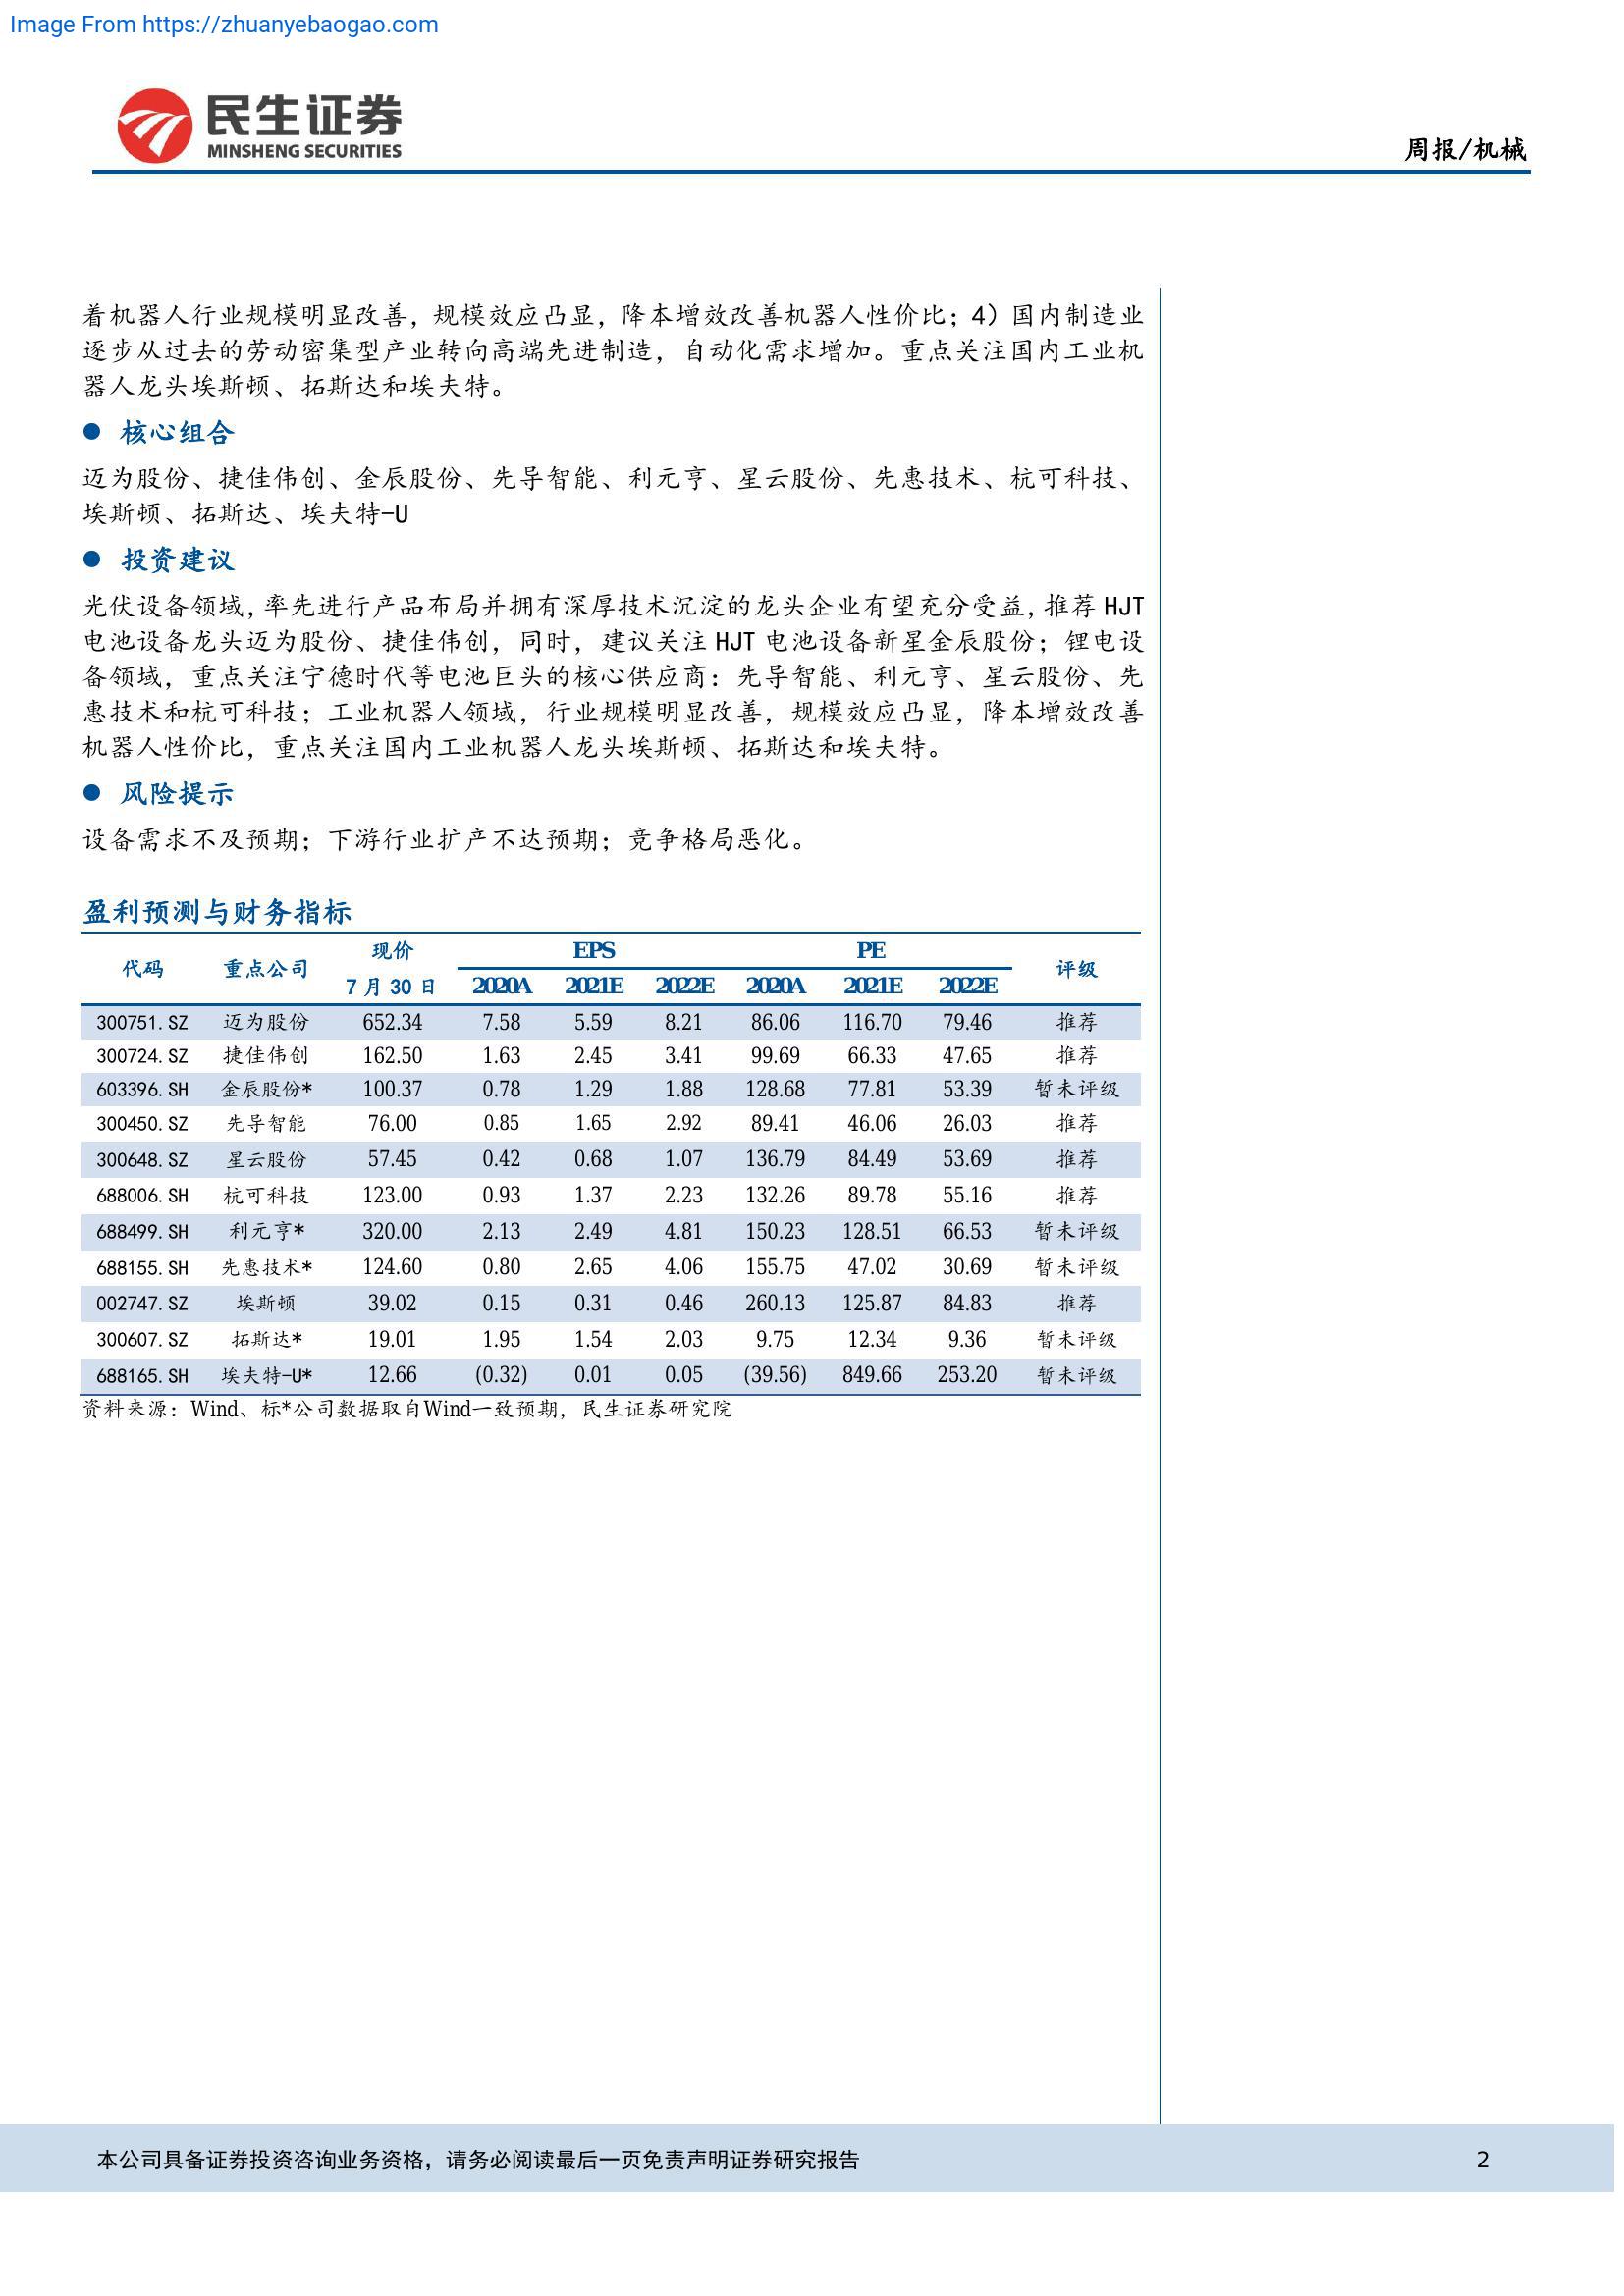 Image From https://zhuanyebaogao.com
民生证券
MINSHENG SECURITIES
周报/机械
着机器人行业规模明显改善，规模效应凸显，降本增效改善机器人性价比；4）国内制造业
逐步从过去的劳动密集型产业转向高端先进制造，自动化需求增加。重点关注国内工业机
器人龙头埃斯顿、拓斯达和埃夫特。
● 核心组合
迈为股份、捷佳伟创、金辰股份、先导智能、利元亨、星云股份、先惠技术、杭可科技、
埃斯顿、拓斯达、埃夫特-U
● 投资建议
光伏设备领域，率先进行产品布局并拥有深厚技术沉淀的龙头企业有望充分受益，推荐 HJT
电池设备龙头迈为股份、捷佳伟创，同时，建议关注 HJT 电池设备新星金辰股份；锂电设
备领域，重点关注宁德时代等电池巨头的核心供应商：先导智能、利元亨、星云股份、先
惠技术和杭可科技；工业机器人领域，行业规模明显改善，规模效应凸显，降本增效改善
机器人性价比，重点关注国内工业机器人龙头埃斯顿、拓斯达和埃夫特。
● 风险提示
设备需求不及预期；下游行业扩产不达预期；竞争格局恶化。
盈利预测与财务指标
代码 重点公司 现价 EPS PE 评级
7 月 30 日 2020A 2021E 2022E 2020A 2021E 2022E
300751.SZ 迈为股份 652.34 7.58 5.59 8.21 86.06 116.70 79.46 推荐
300724.SZ 捷佳伟创 162.50 1.63 2.45 3.41 99.69 66.33 47.65 推荐
603396.SH 金辰股份* 100.37 0.78 1.29 1.88 128.68 77.81 53.39 暂未评级
300450.SZ 先导智能 76.00 0.85 1.65 2.92 89.41 46.06 26.03 推荐
300648.SZ 星云股份 57.45 0.42 0.68 1.07 136.79 84.49 53.69 推荐
688006.SH 杭可科技 123.00 0.93 1.37 2.23 132.26 89.78 55.16 推荐
688499.SH 利元亨* 320.00 2.13 2.49 4.81 150.23 128.51 66.53 暂未评级
688155.SH 先惠技术* 124.60 0.80 2.65 4.06 155.75 47.02 30.69 暂未评级
002747.SZ 埃斯顿 39.02 0.15 0.31 0.46 260.13 125.87 84.83 推荐
300607.SZ 拓斯达* 19.01 1.95 1.54 2.03 9.75 12.34 9.36 暂未评级
688165.SH 埃夫特-U* 12.66 (0.32) 0.01 0.05 (39.56) 849.66 253.20 暂未评级
资料来源：Wind、标*公司数据取自Wind一致预期，民生证券研究院
本公司具备证券投资咨询业务资格，请务必阅读最后一页免责声明证券研究报告 2